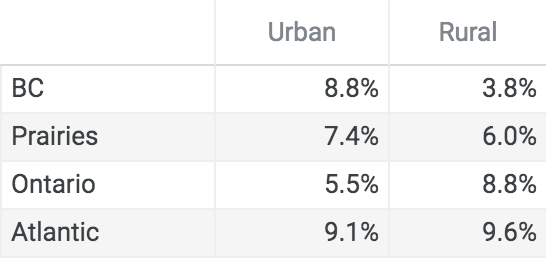 Urban Rural
BC 8.8% 3.8%
Prairies 7.4% 6.0%
Ontario 5.5% 8.8%
Atlantic 9.1% 9.6%